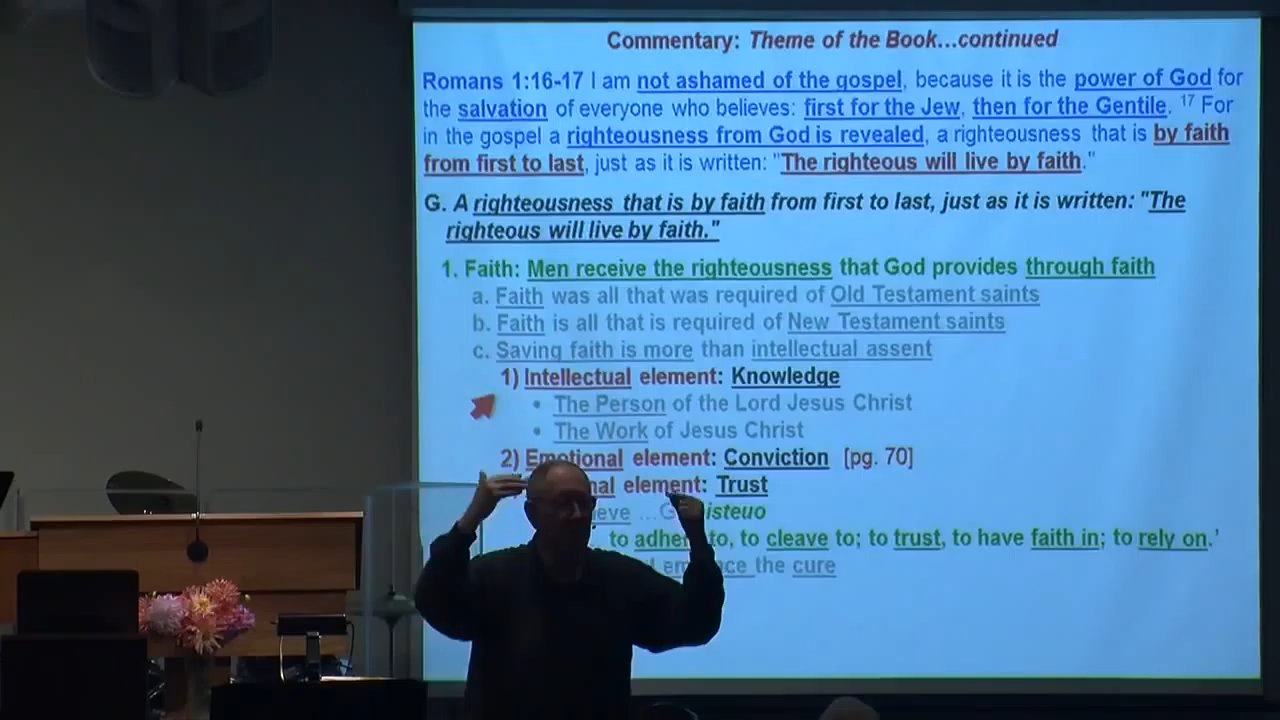 Commentary: Theme of the Book...continued
Romans 1:16-17 I am not ashamed of the gospel, because it is the power of God for
the salvation of everyone who believes: first for the Jew, then for the Gentile. 17 For
in the gospel a righteousness from God is revealed, a righteousness that is by faith
from first to last, just as it is written: "The righteous will live by faith."
G. A righteousness that is by faith from first to last, just as it is written: "The
righteous will live by faith."
1. Faith: Men receive the righteousness that God provides through faith
a. Faith was all that was required of Old Testament saints
b. Faith is all that is required of New Testament saints
c. Saving faith is more than intellectual assent
1) Intellectual element: Knowledge
• The Person of the Lord Jesus Christ
• The Work of Jesus Christ
2) Emotional element: Conviction [pg. 70]
element: Trust
to adhere to, to cleave to; to trust, to have faith in; to rely on.'
embrace the cure